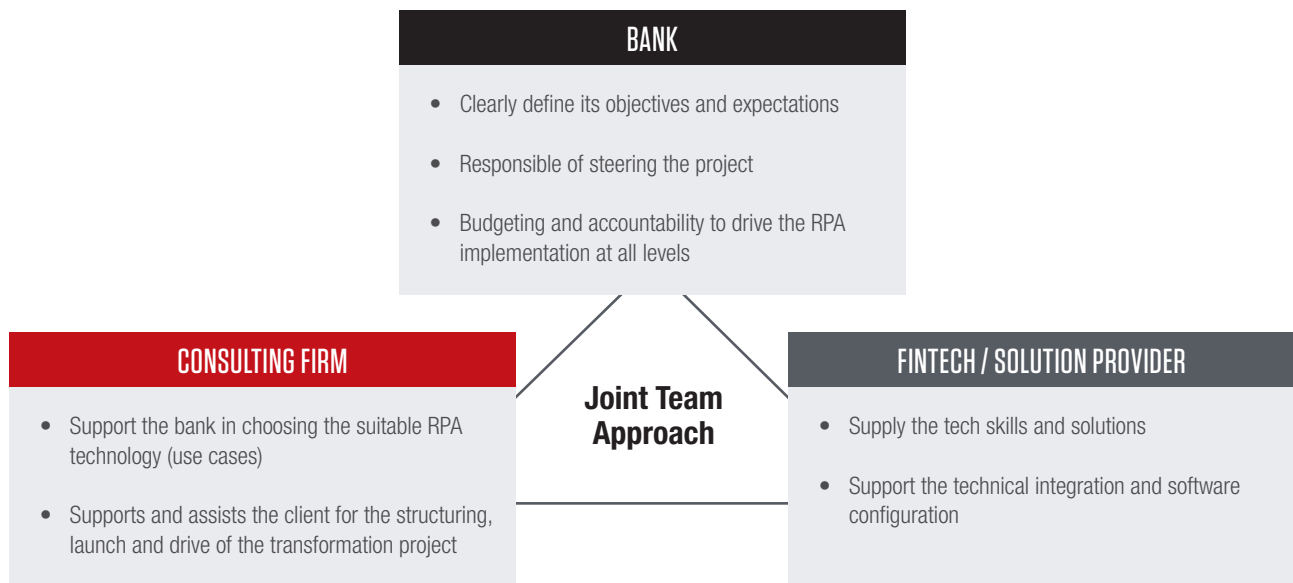 BANK
• Clearly define its objectives and expectations
• Responsible of steering the project
• Budgeting and accountability to drive the RPA
implementation at all levels
CONSULTING FIRM
• Support the bank in choosing the suitable RPA
technology (use cases)
• Supports and assists the client for the structuring,
launch and drive of the transformation project
Joint Team
Approach
FINTECH / SOLUTION PROVIDER
• Supply the tech skills and solutions
• Support the technical integration and software
configuration